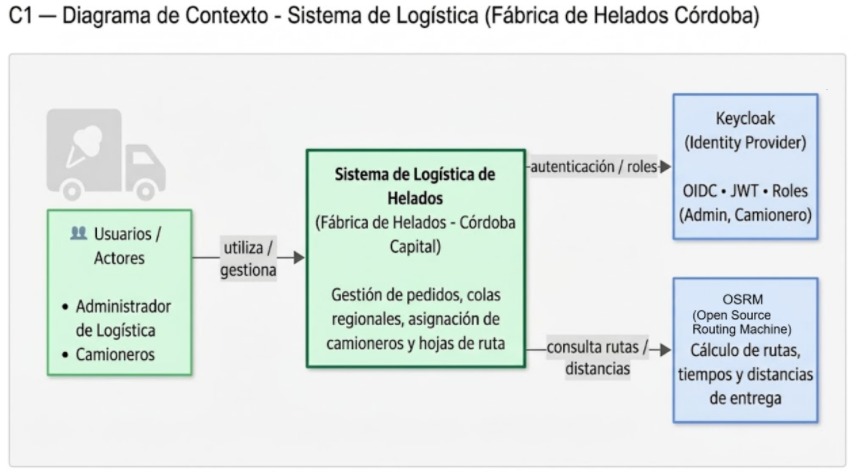 C1 — Diagrama de Contexto - Sistema de Logística (Fábrica de Helados Córdoba)
Usuarios /
Actores
• Administrador
de Logística
• Camioneros
utiliza /
gestiona
Sistema de Logística de
Helados
(Fábrica de Helados - Córdoba
Capital)
Gestión de pedidos, colas
regionales, asignación de
camioneros y hojas de ruta
autenticación / roles
Keycloak
(Identity Provider)
OIDC • JWT • Roles
(Admin, Camionero)
consulta rutas /
distancias
OSRM
(Open Source
Routing Machine)
Cálculo de rutas,
tiempos y distancias
de entrega